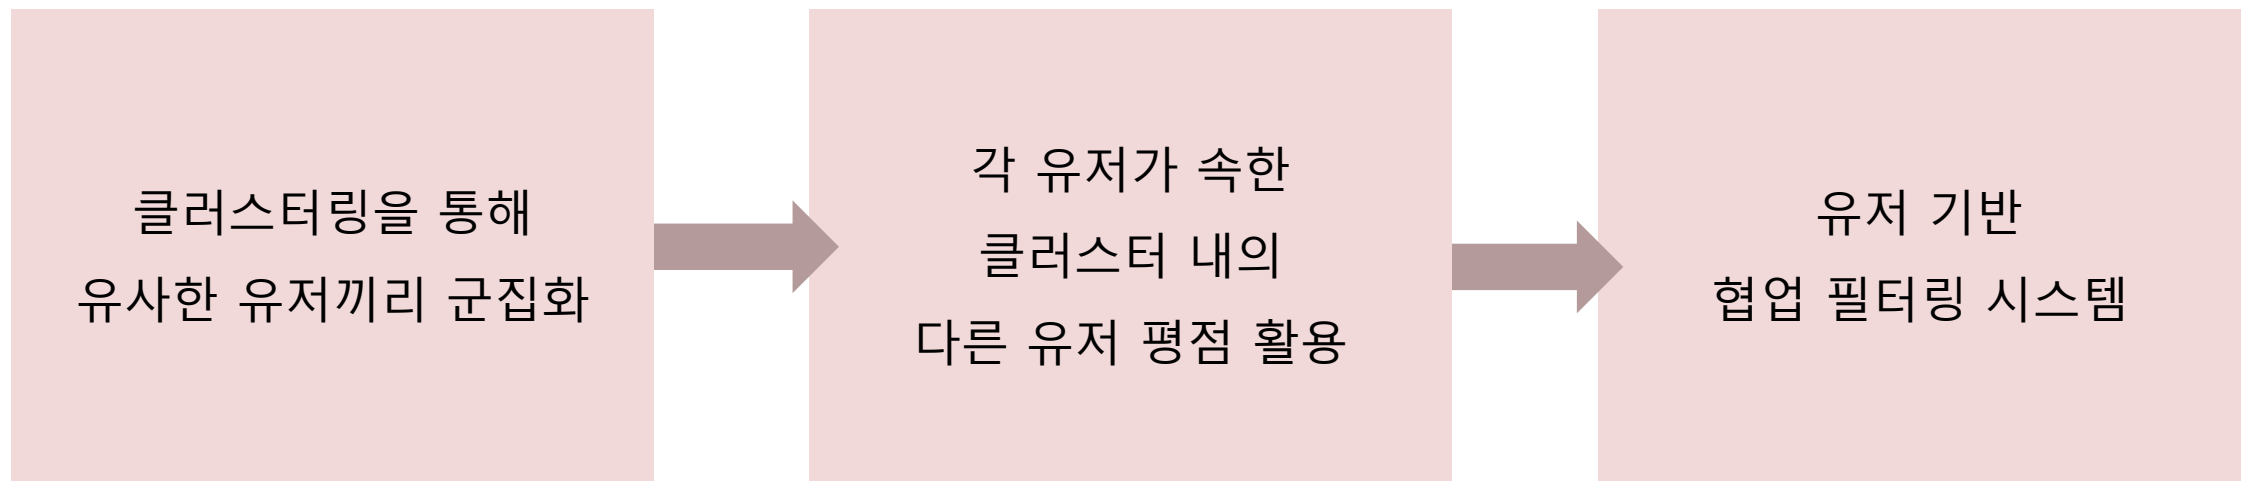 클러스터링을 통해
유사한 유저끼리 군집화
각 유저가 속한
클러스터 내의
다른 유저 평점 활용
유저 기반
협업 필터링 시스템